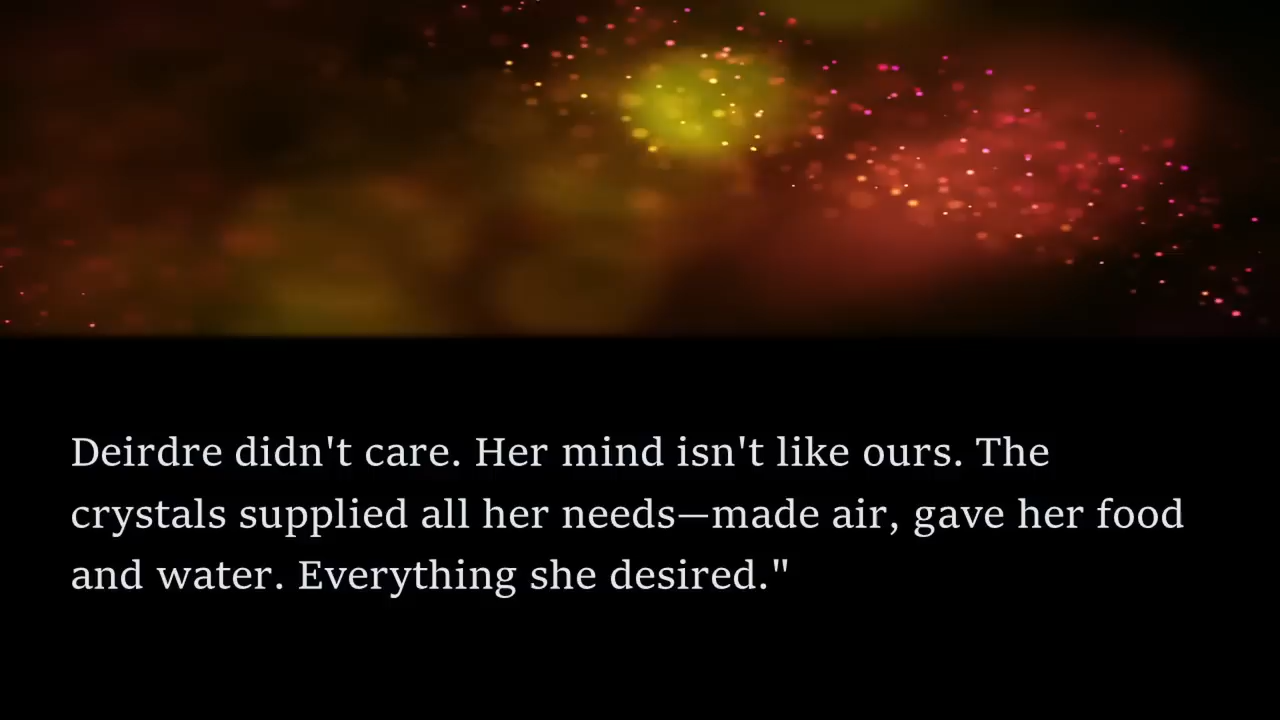 Deirdre didn't care. Her mind isn't like ours. The
crystals supplied all her needs—made air, gave her food
and water. Everything she desired."